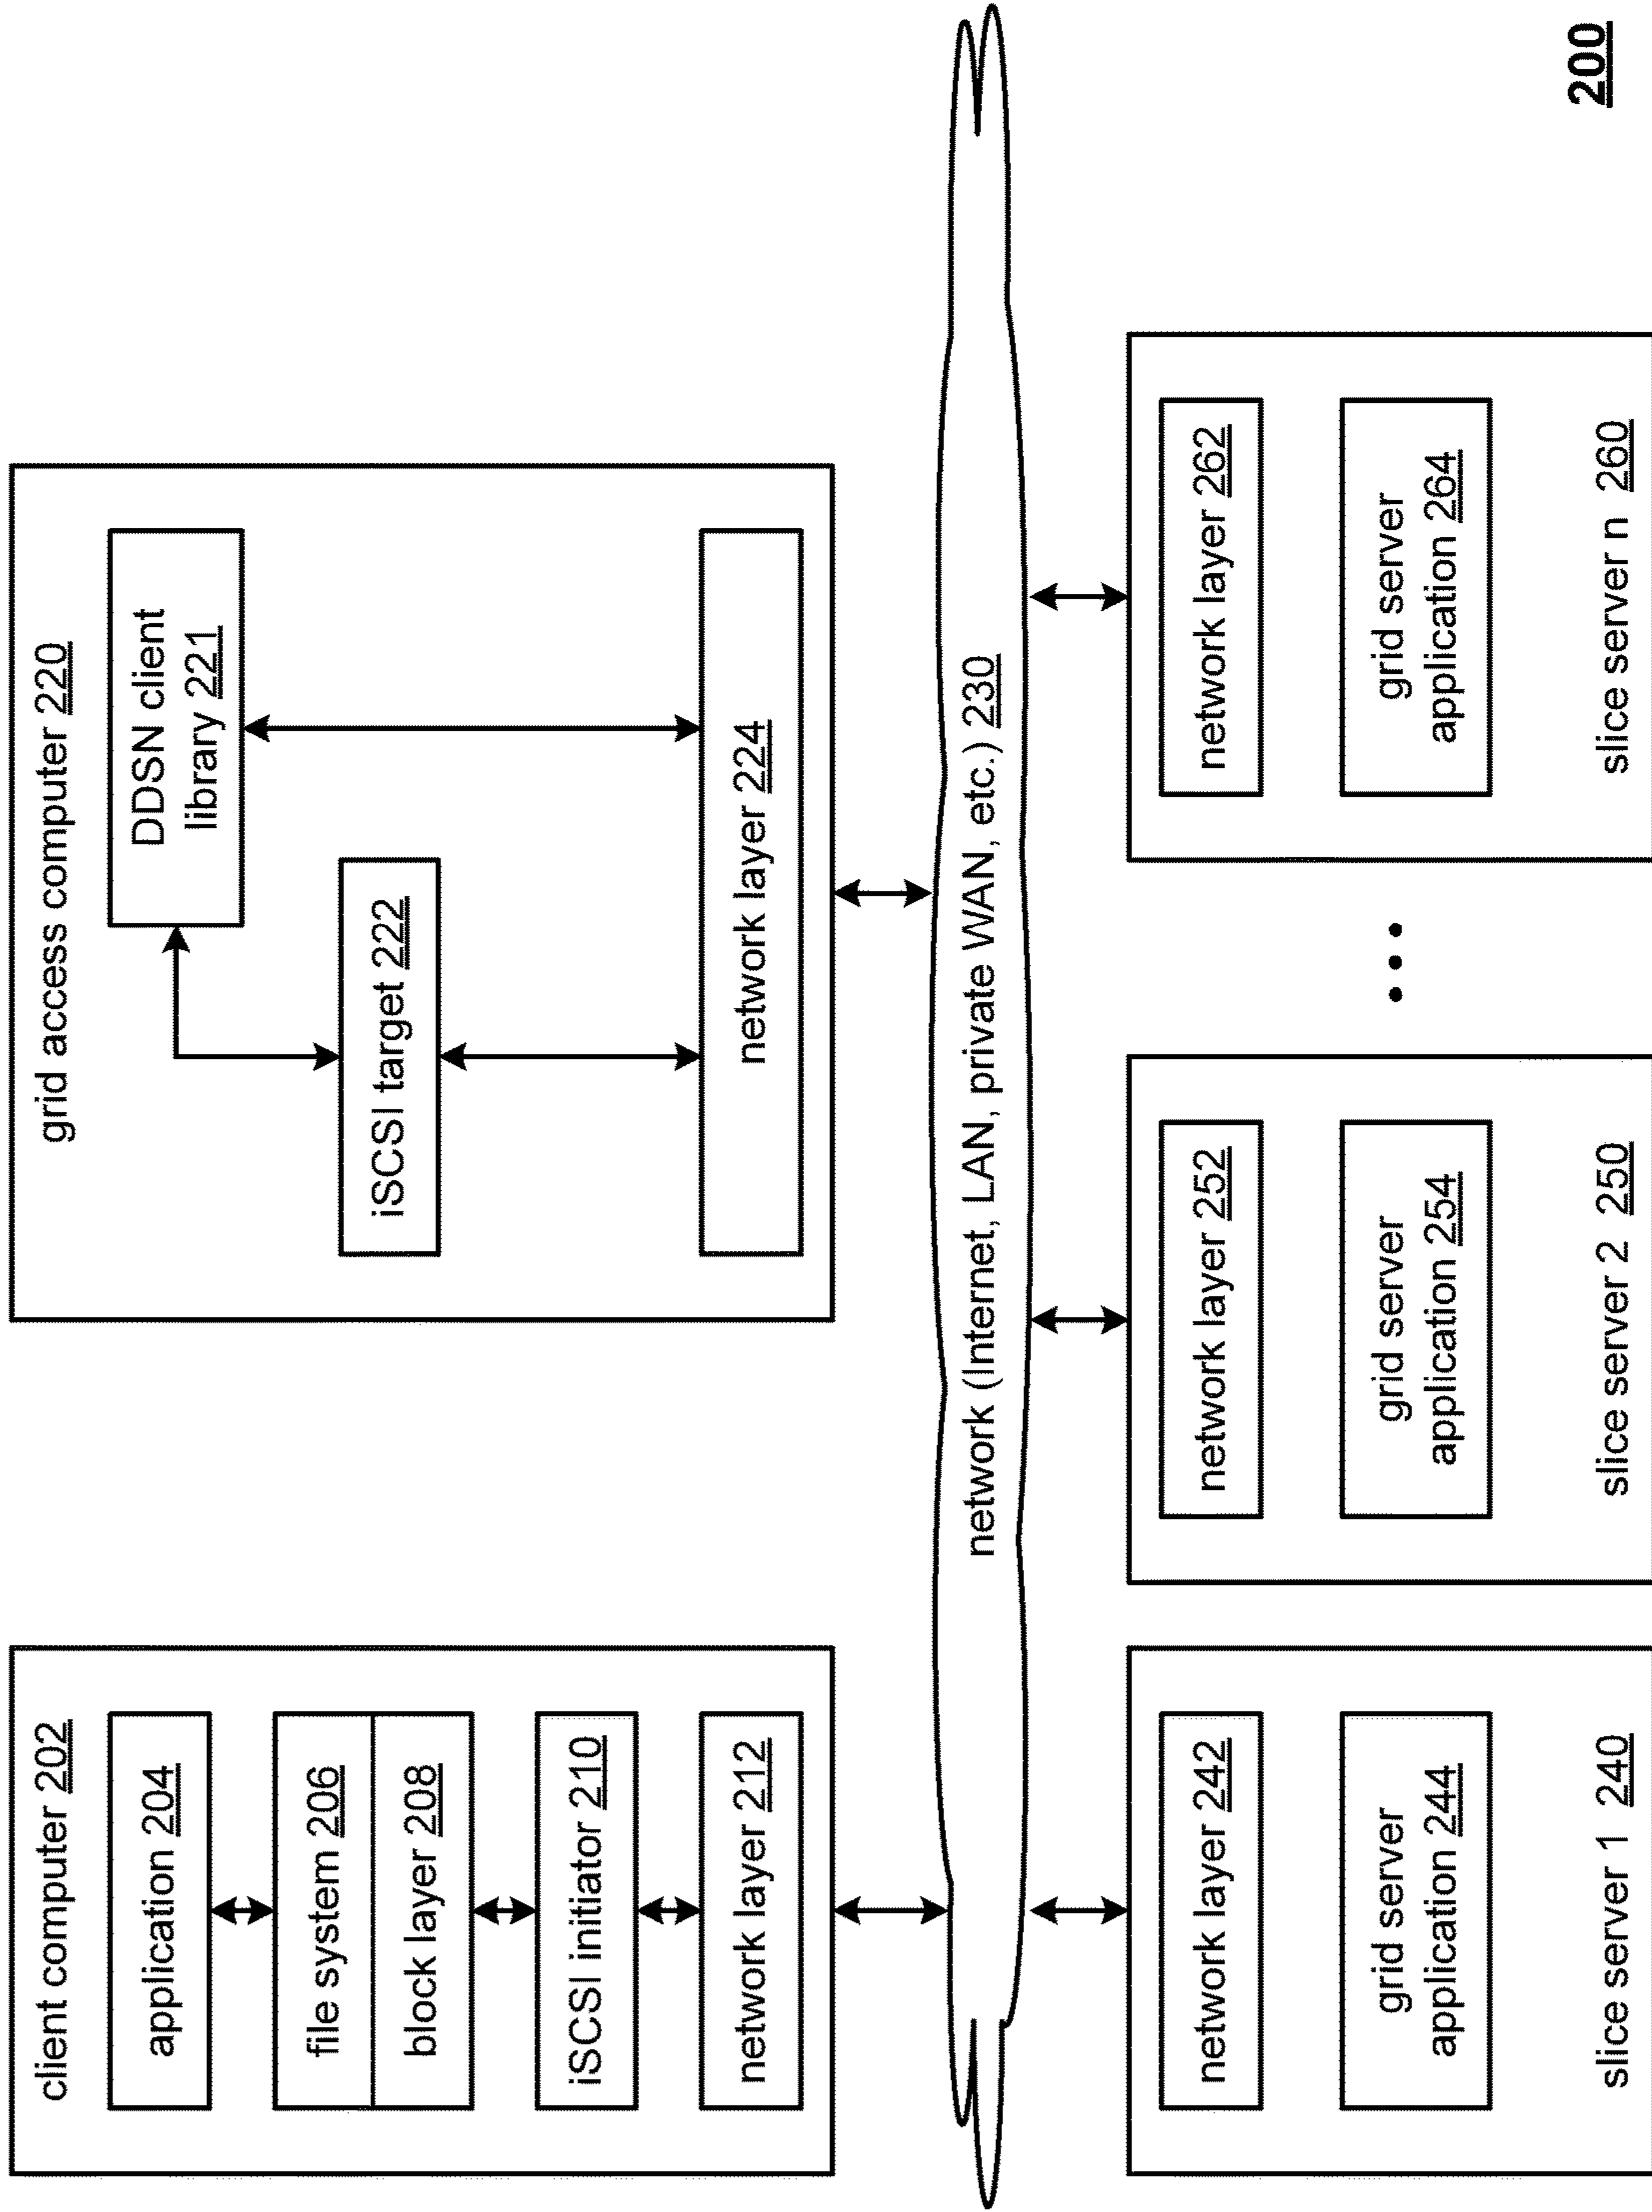 client computer 202
application 204
file system 206
block layer 208
iSCSI initiator 210
network layer 212
grid access computer 220
DDSN client
library 221
iSCSI target 222
network layer 224
network (Internet, LAN, private WAN, etc.) 230
network layer 242
grid server
application 244
slice server 1 240
network layer 252
grid server
application 254
slice server 2 250
...
network layer 262
grid server
application 264
slice server n 260
200